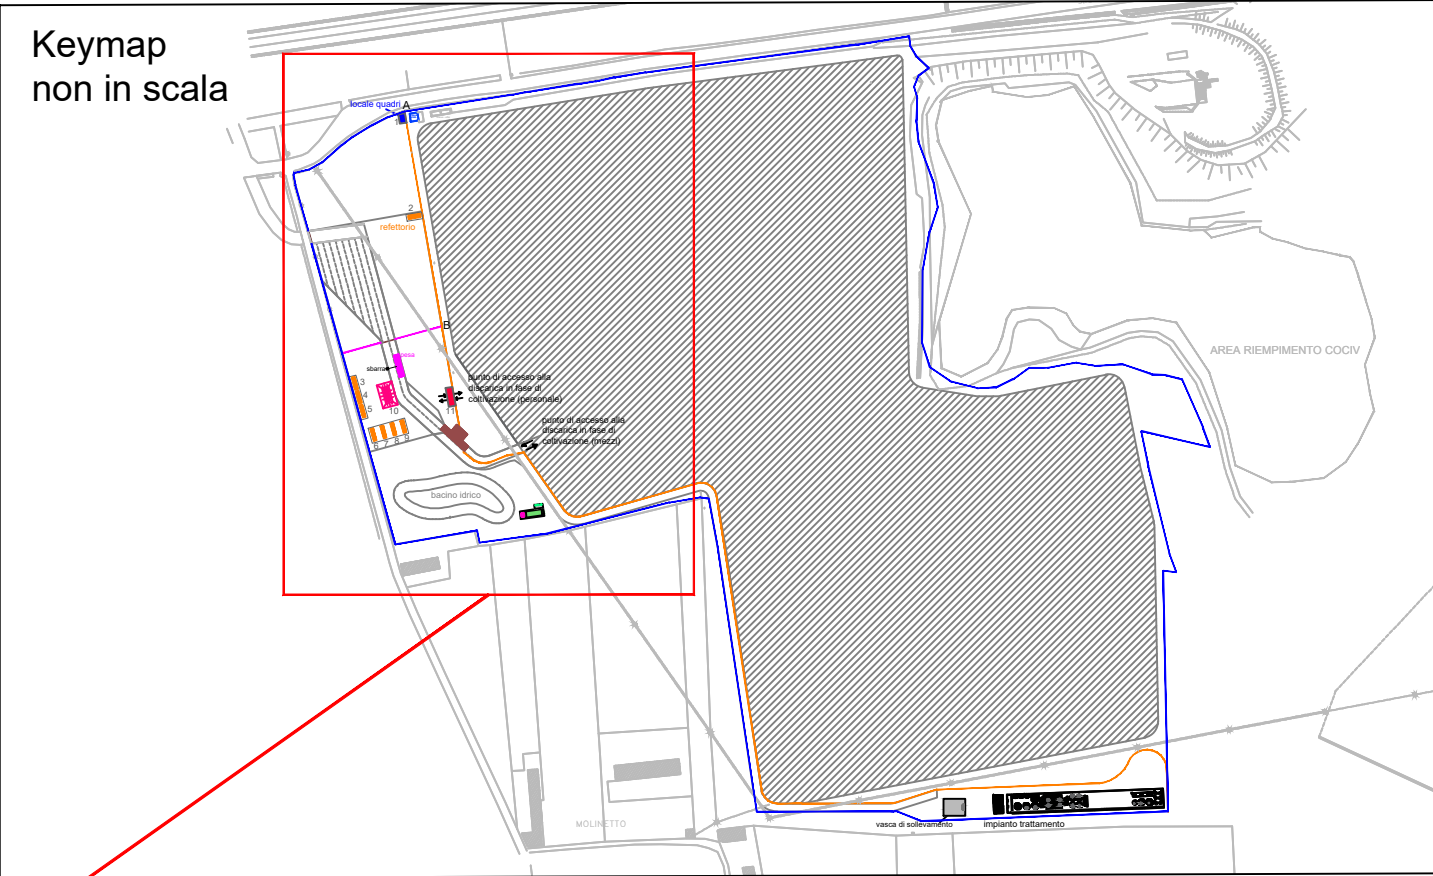 Keymap
non in scala
locale quadri
A
1
2
refettorio
B
pesa
sbarra
3
4
5
10
11
6 7 8 9
punto di accesso alla
discarica in fase di
coltivazione (personale)
punto di accesso alla
discarica in fase di
coltivazione (mezzi)
bacino idrico
AREA RIEMPIMENTO COCIV
MOLINETTO
vasca di sollevamento
impianto trattamento